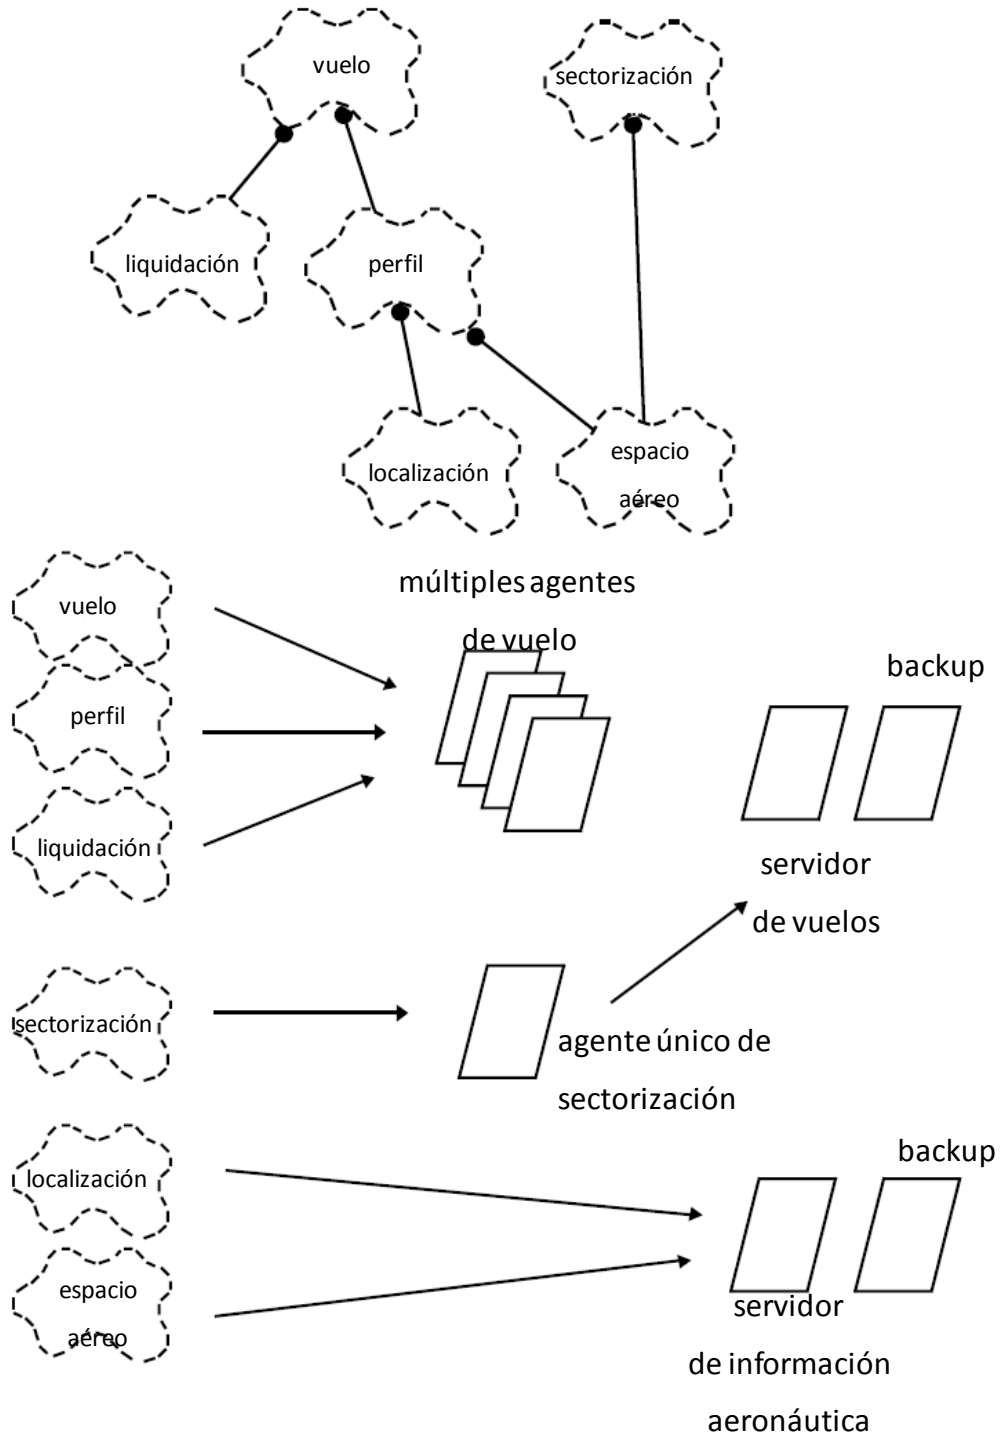 vuelo
sectorización
liquidación
perfil
localización
espacio
aéreo
múltiples agentes
de vuelo
vuelo
backup
perfil
liquidación
servidor
de vuelos
sectorización
agente único de
sectorización
backup
localización
espacio
aéreo
servidor
de información
aeronáutica